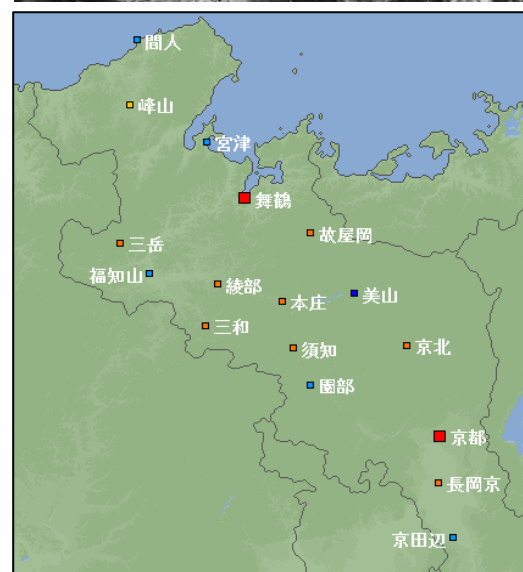 間人
峰山
宮津
舞鶴
故屋岡
三岳
福知山
綾部
本庄
美山
三和
須知
京北
園部
京都
長岡京
京田辺